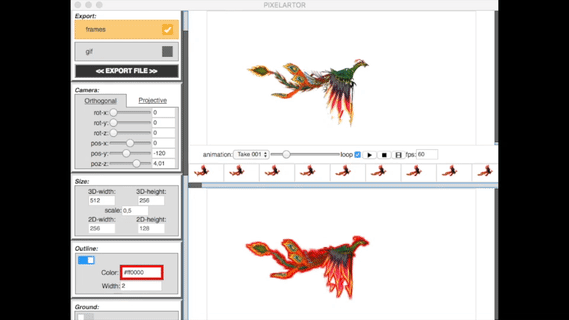 PIXELARTOR
Export:
frames
gif
<< EXPORT FILE >>
Camera:
Orthogonal Projective
rot-x: 0
rot-y: 0
rot-z: 0
pos-x: 0
pos-y: -120
poz-z: 4.01
animation: Take 001 loop fps: 60
Size:
3D-width: 3D-height:
512 256
scale: 0,5
2D-width: 2D-height:
256 128
Outline:
Color: #ff0000
Width: 2
Ground: